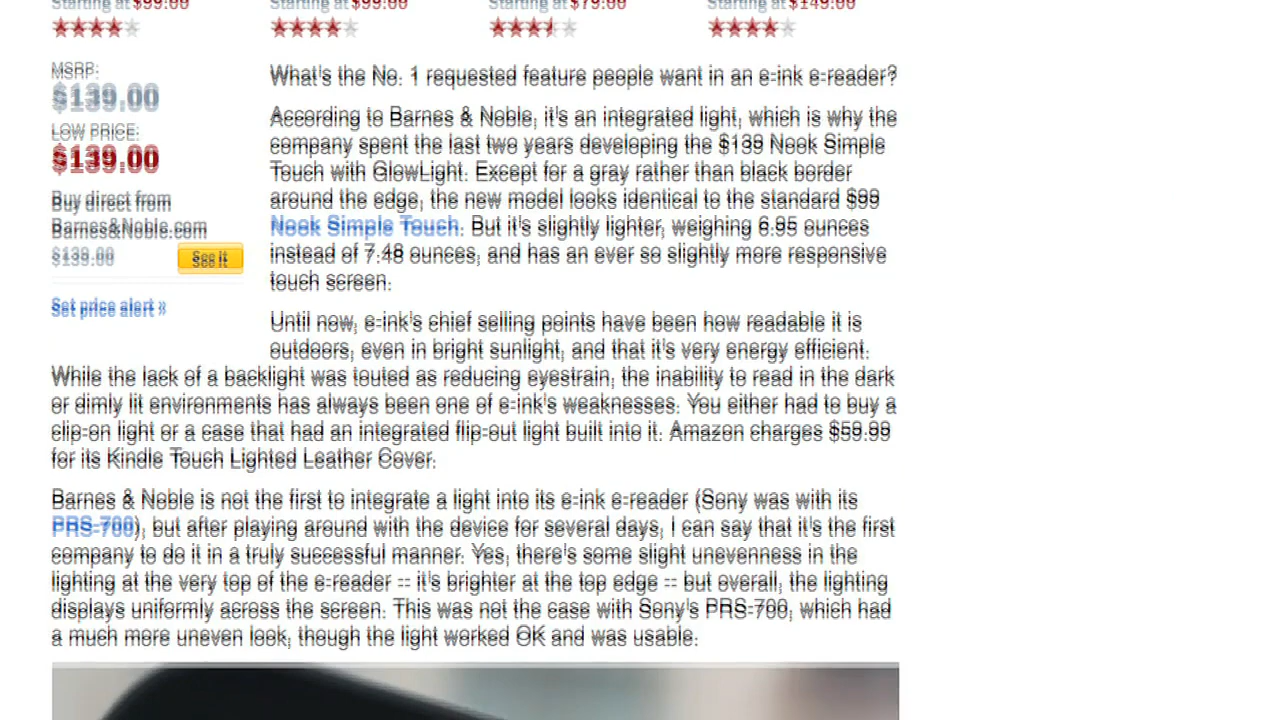 Starting at $99.00 Starting at $99.00 Starting at $79.00 Starting at $149.00
MSRP:
$139.00
LOW PRICE:
$139.00
Buy direct from
Barnes&Noble.com
$139.00 See it
Set price alert »
What's the No. 1 requested feature people want in an e-ink e-reader?
According to Barnes & Noble, it's an integrated light, which is why the
company spent the last two years developing the $139 Nook Simple
Touch with GlowLight. Except for a gray rather than black border
around the edge, the new model looks identical to the standard $99
Nook Simple Touch. But it's slightly lighter, weighing 6.95 ounces
instead of 7.48 ounces, and has an ever so slightly more responsive
touch screen.
Until now, e-ink's chief selling points have been how readable it is
outdoors, even in bright sunlight, and that it's very energy efficient.
While the lack of a backlight was touted as reducing eyestrain, the inability to read in the dark
or dimly lit environments has always been one of e-ink's weaknesses. You either had to buy a
clip-on light or a case that had an integrated flip-out light built into it. Amazon charges $59.99
for its Kindle Touch Lighted Leather Cover.
Barnes & Noble is not the first to integrate a light into its e-ink e-reader (Sony was with its
PRS-700), but after playing around with the device for several days, I can say that it's the first
company to do it in a truly successful manner. Yes, there's some slight unevenness in the
lighting at the very top of the e-reader -- it's brighter at the top edge -- but overall, the lighting
displays uniformly across the screen. This was not the case with Sony's PRS-700, which had
a much more uneven look, though the light worked OK and was usable.